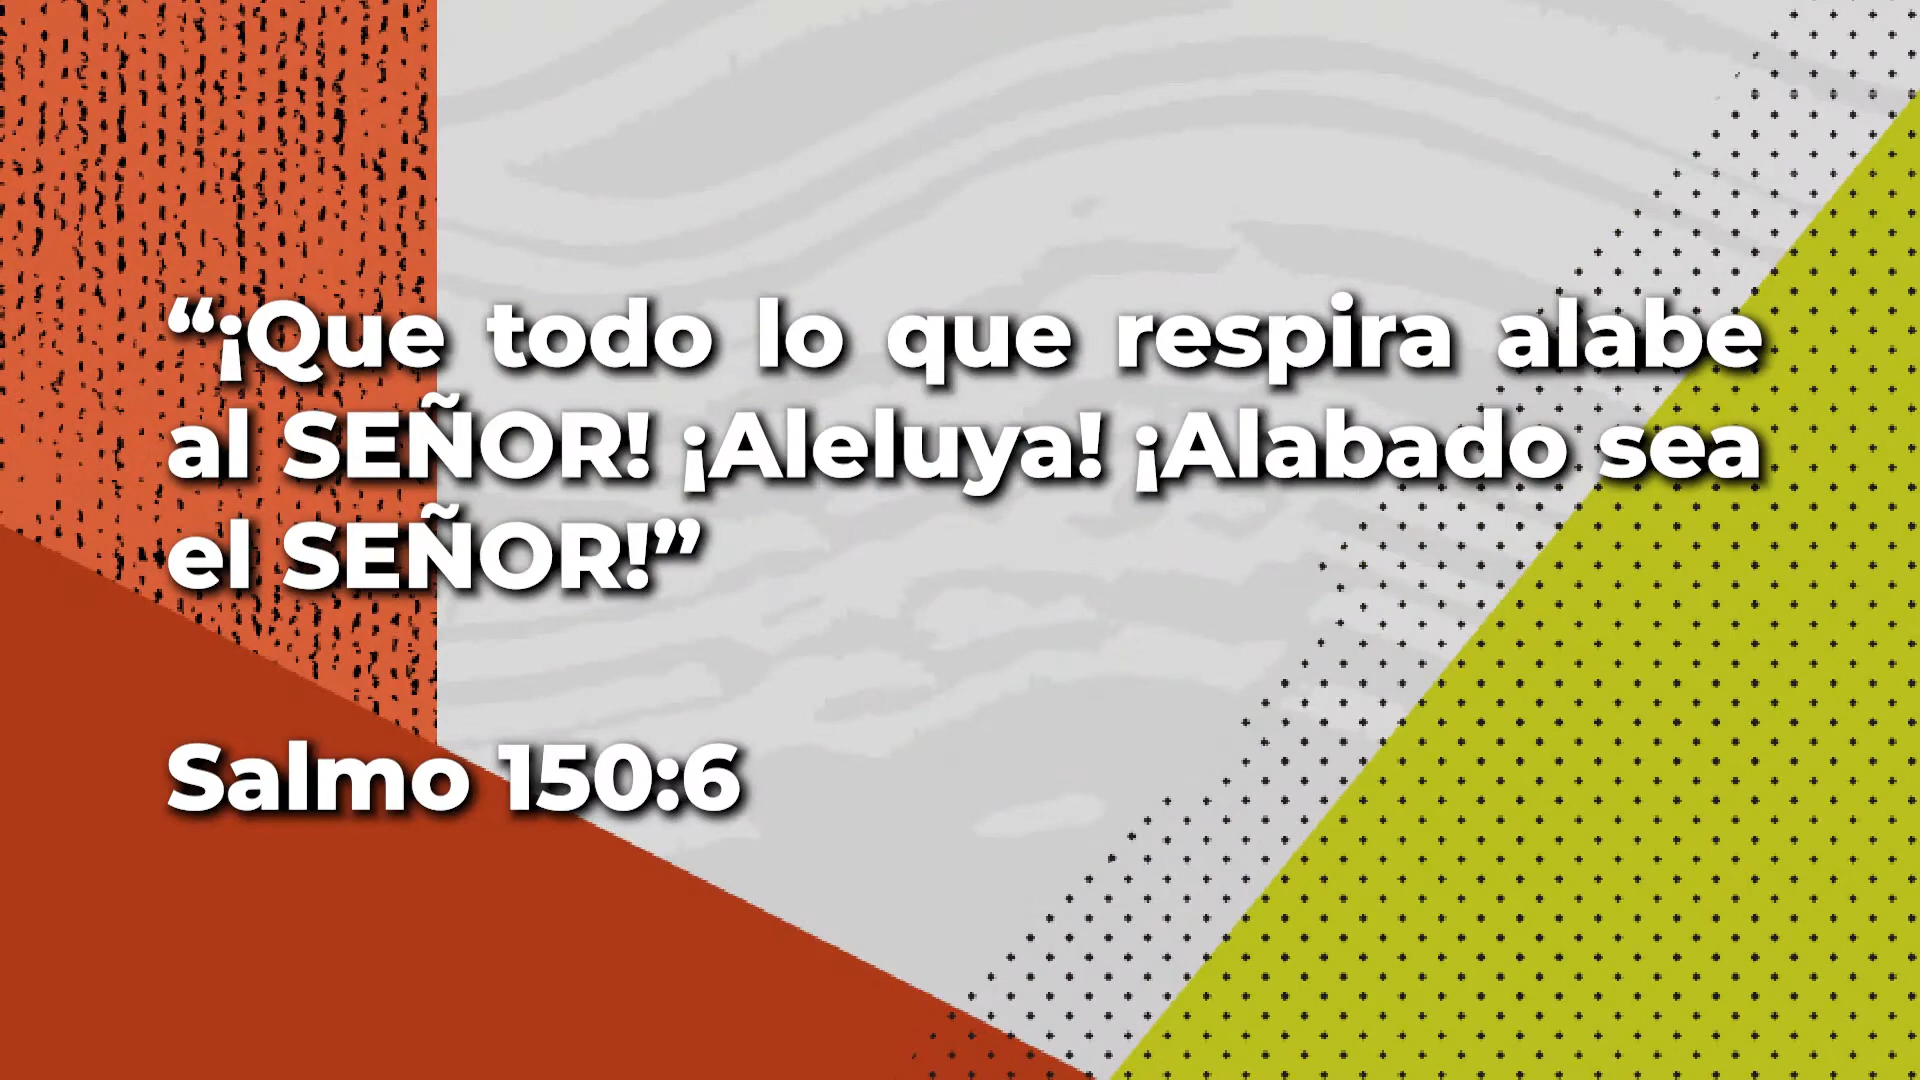 “¡Que todo lo que respira alabe
al SEÑOR! ¡Aleluya! ¡Alabado sea
el SEÑOR!”
Salmo 150:6